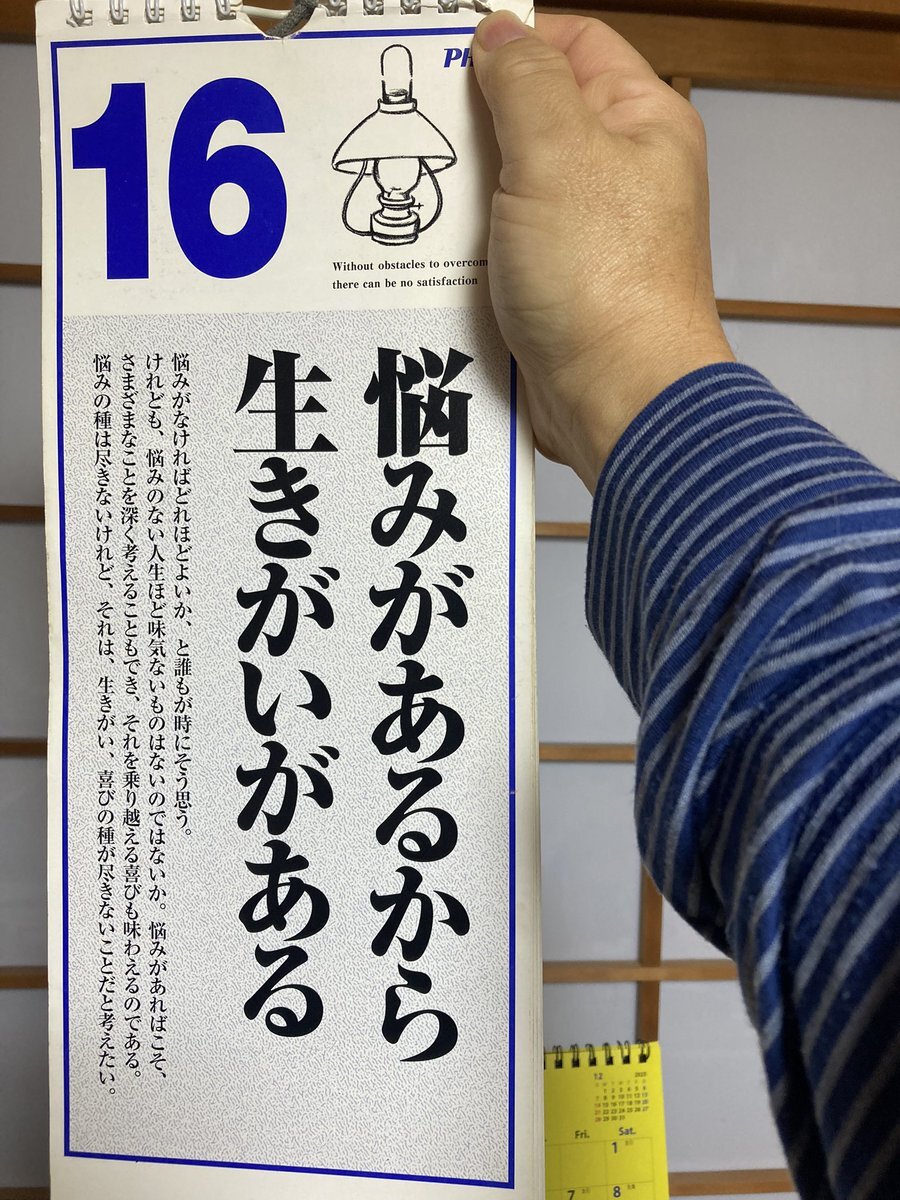 16
PH
Without obstacles to overcom
there can be no satisfaction
悩みがあるから
生きがいがある
悩みがなければどれほどよいか、と誰もが時にそう思う。
けれども、悩みのない人生ほど味気ないものはないのではないか。悩みがあればこそ、
さまざまなことを深く考えることもでき、それを乗り越える喜びも味わえるのである。
悩みの種は尽きないけれど、それは、生きがい、喜びの種が尽きないことだと考えたい。
12 2025
Fri. Sat.
1
7 8